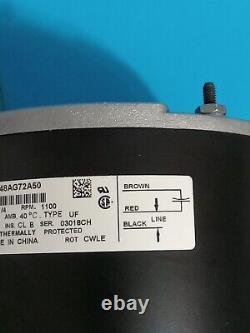 48AG72A50
/4 RPM. 1100
AMB. 40°C. TYPE UF
INS. CL B SER. 03018CH
THERMALLY PROTECTED
E IN CHINA ROT CWLE
BROWN
RED
LINE
BLACK